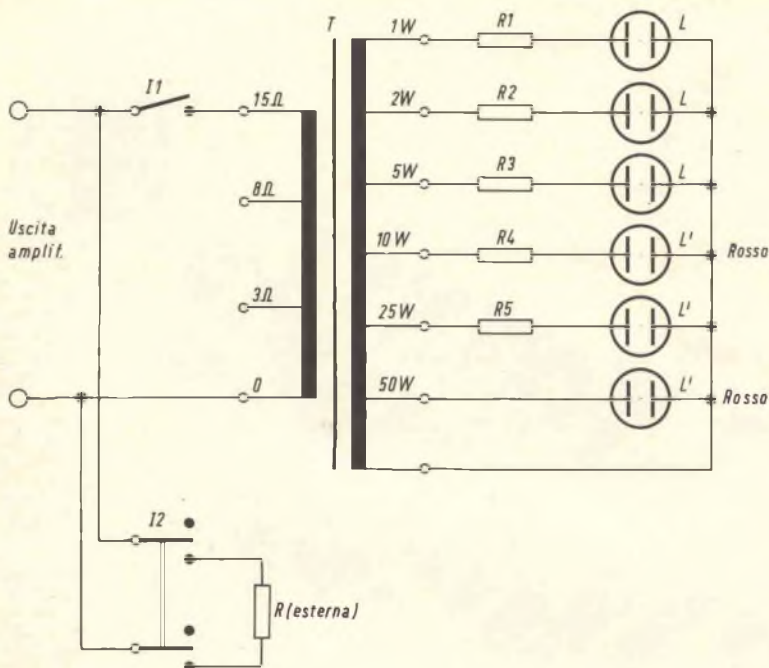 T
1W R1 L
I1
15Ω
2W R2 L
8Ω
5W R3 L
Uscita
amplif.
10W R4 L' Rosso
3Ω
25W R5 L'
0
50W L' Rosso
I2
R (esterna)